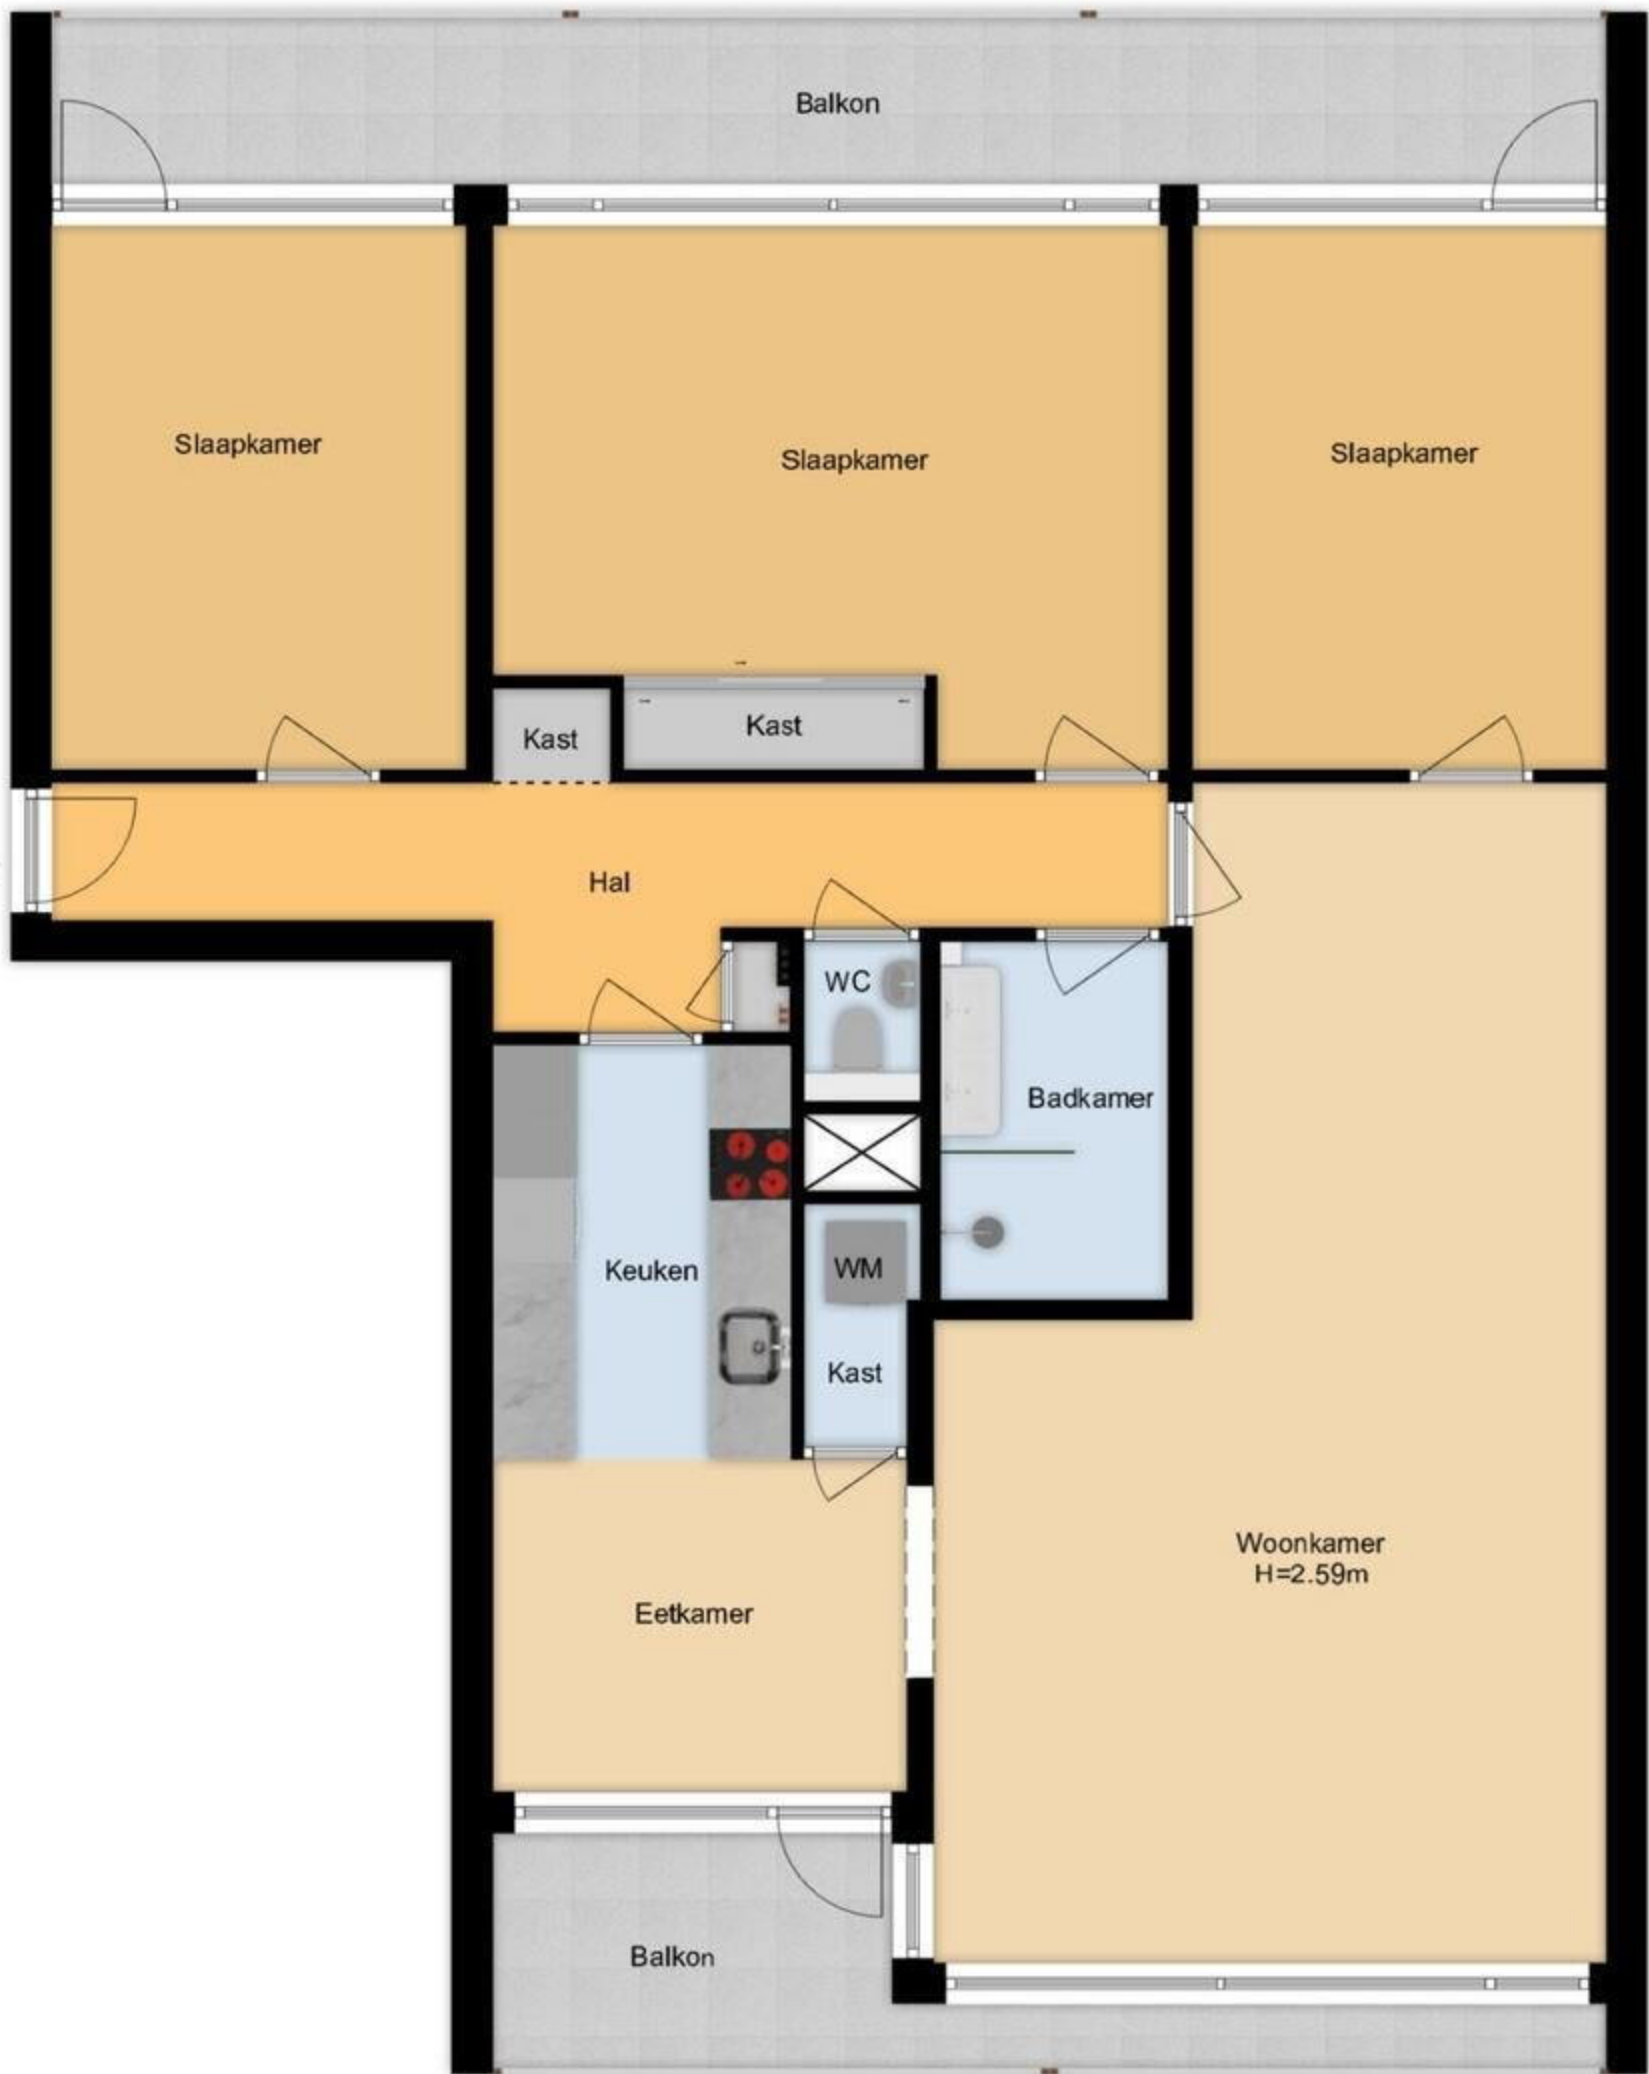 Balkon
Slaapkamer
Slaapkamer
Slaapkamer
Kast
Kast
Hal
WC
Badkamer
Keuken
WM
Kast
Woonkamer
H=2.59m
Eetkamer
Balkon